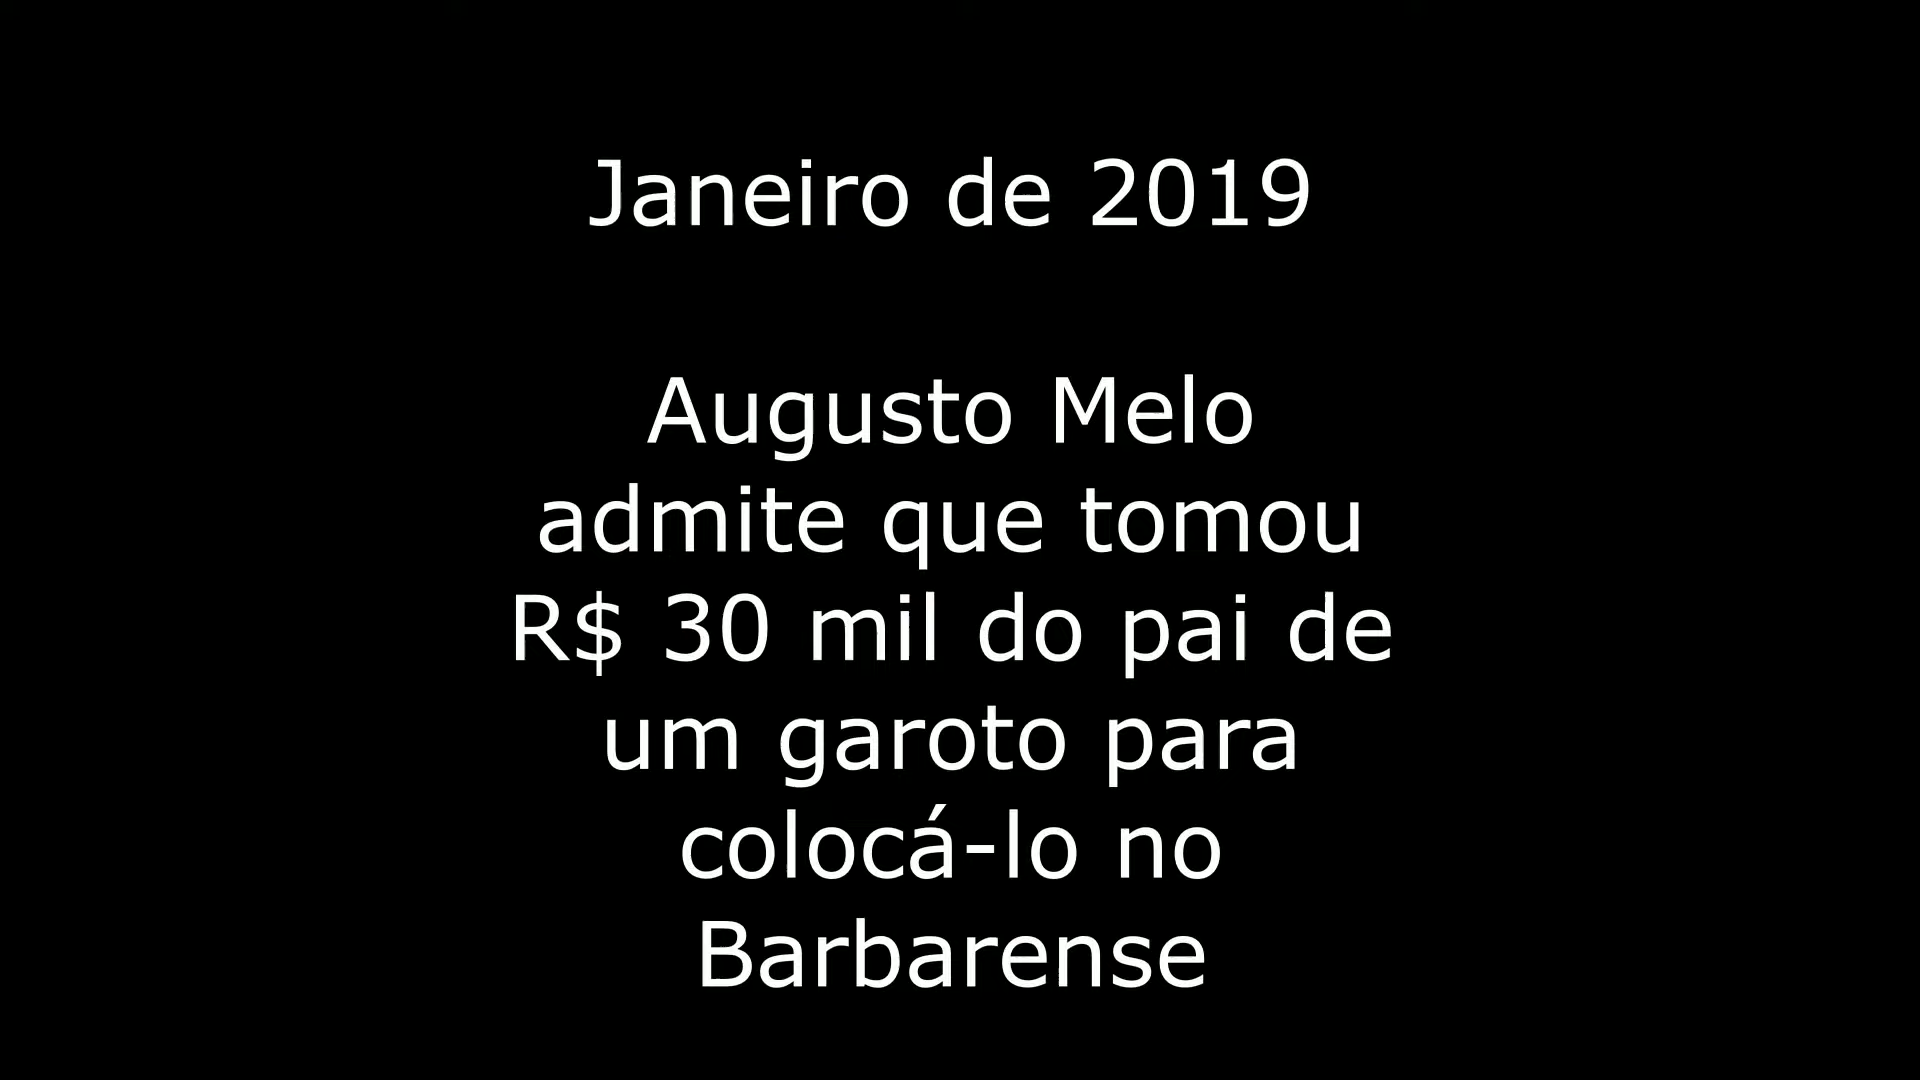 Janeiro de 2019
Augusto Melo
admite que tomou
R$ 30 mil do pai de
um garoto para
colocá-lo no
Barbarense